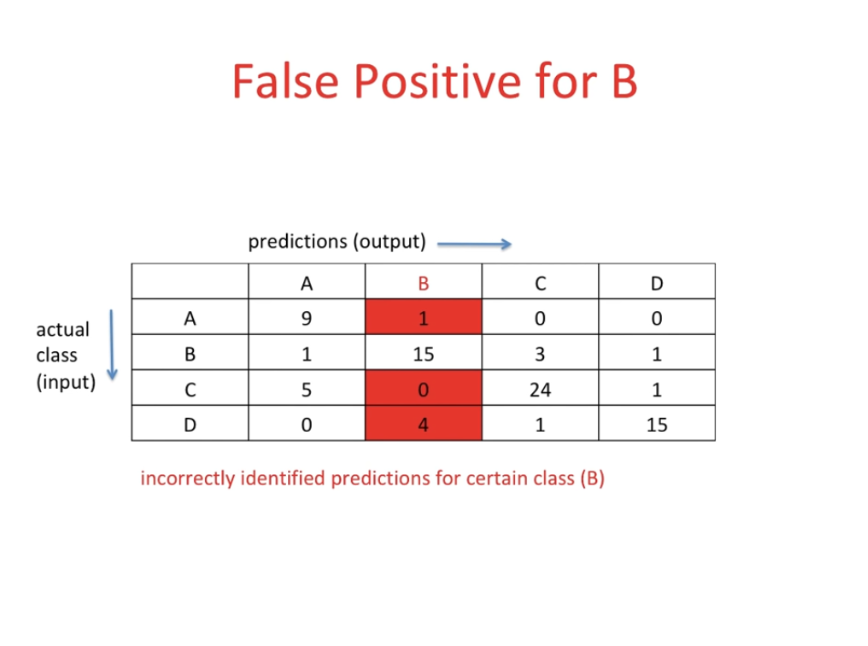 False Positive for B
predictions (output)
A B C D
A 9 1 0 0
actual
class
(input)
B 1 15 3 1
C 5 0 24 1
D 0 4 1 15
incorrectly identified predictions for certain class (B)